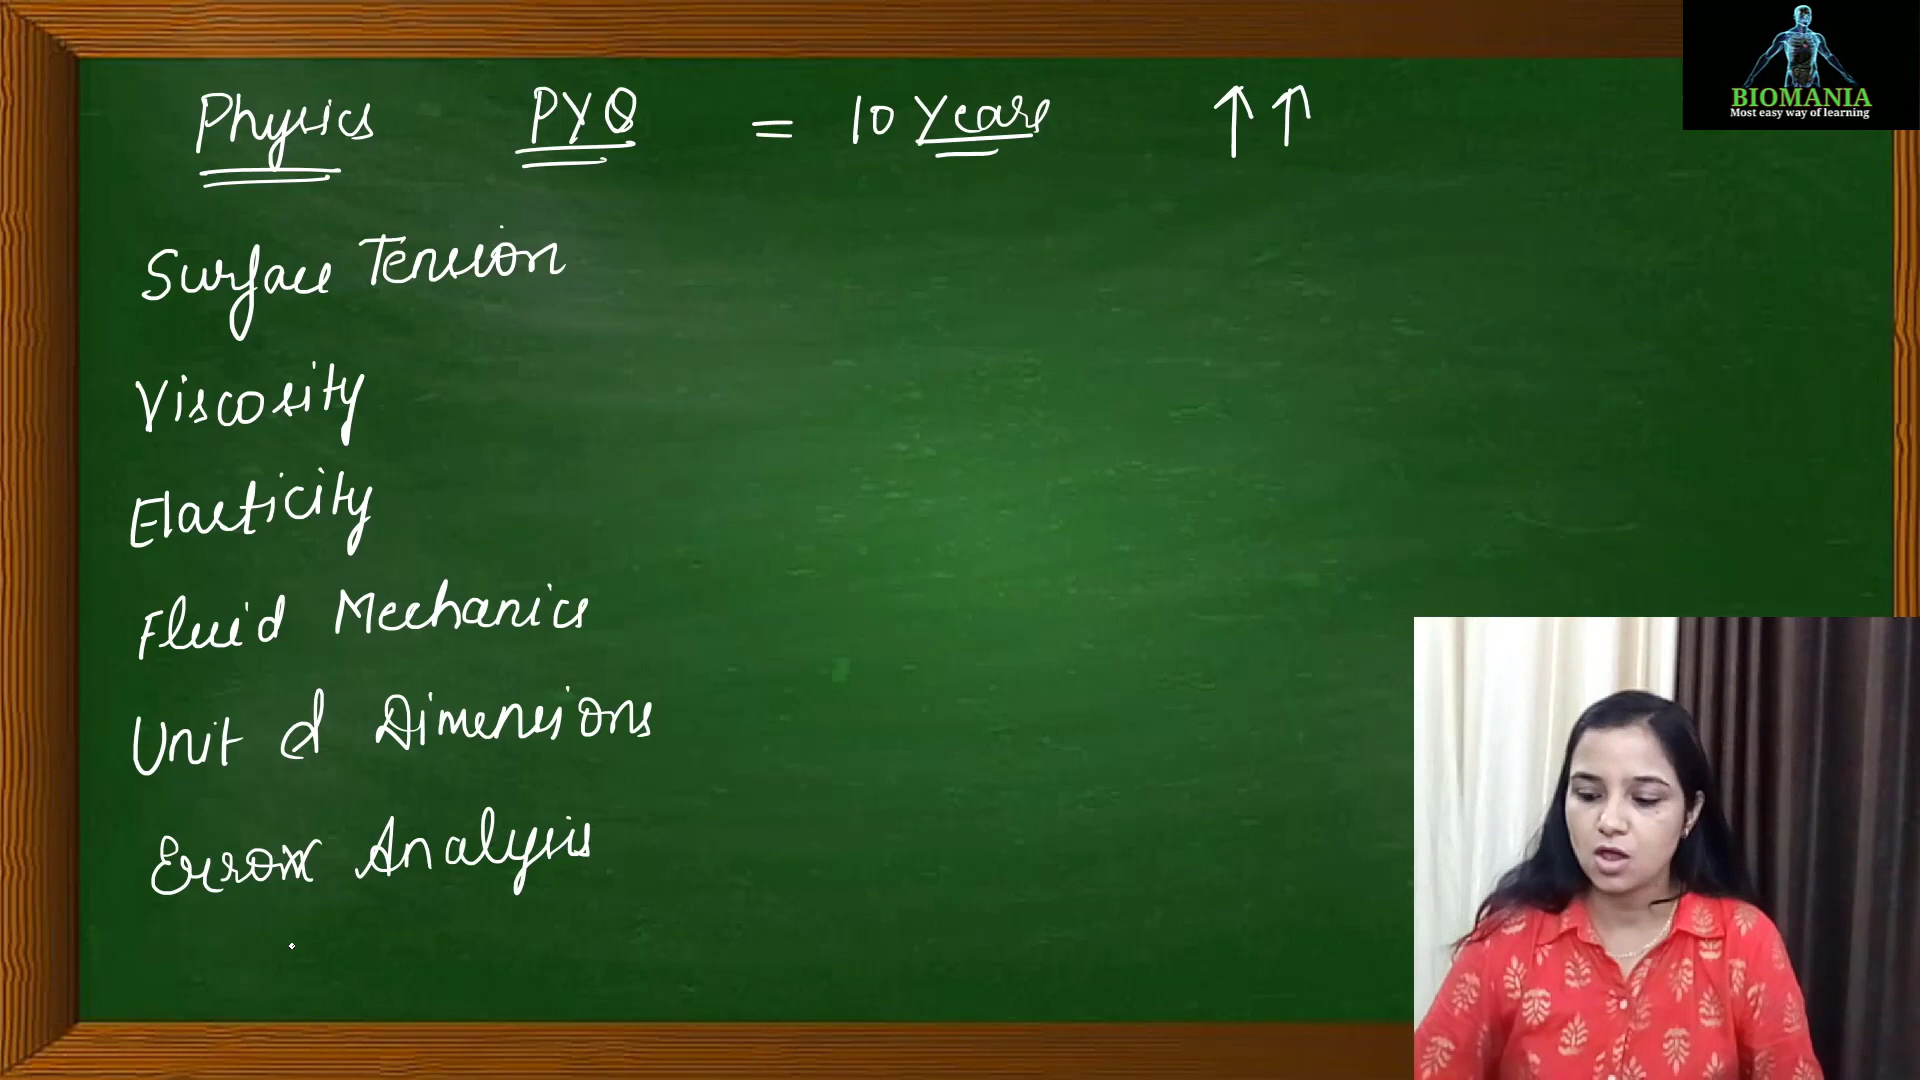 Physics PYQ = 10 Years ↑↑
BIOMANIA
Most easy way of learning
Surface Tension
Viscosity
Elasticity
Fluid Mechanics
Unit & Dimensions
Error Analysis